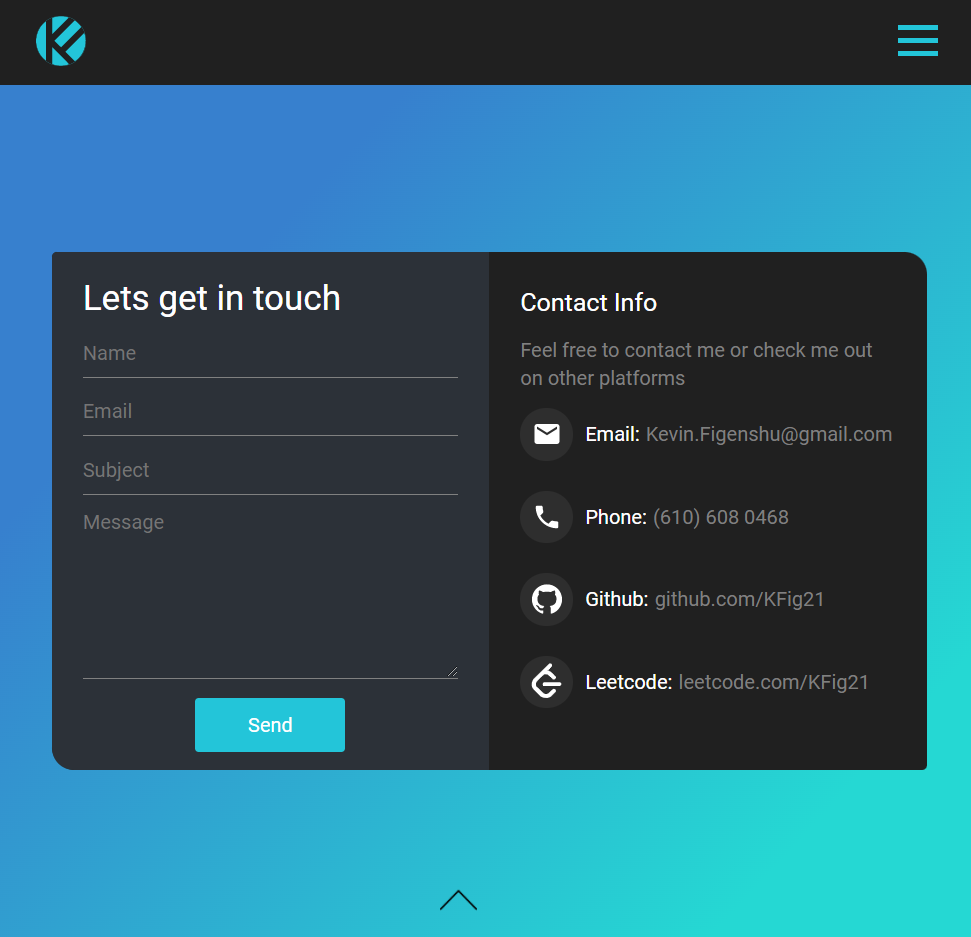 Lets get in touch
Name
Email
Subject
Message
Send
Contact Info
Feel free to contact me or check me out
on other platforms
Email: Kevin.Figenshu@gmail.com
Phone: (610) 608 0468
Github: github.com/KFig21
Leetcode: leetcode.com/KFig21